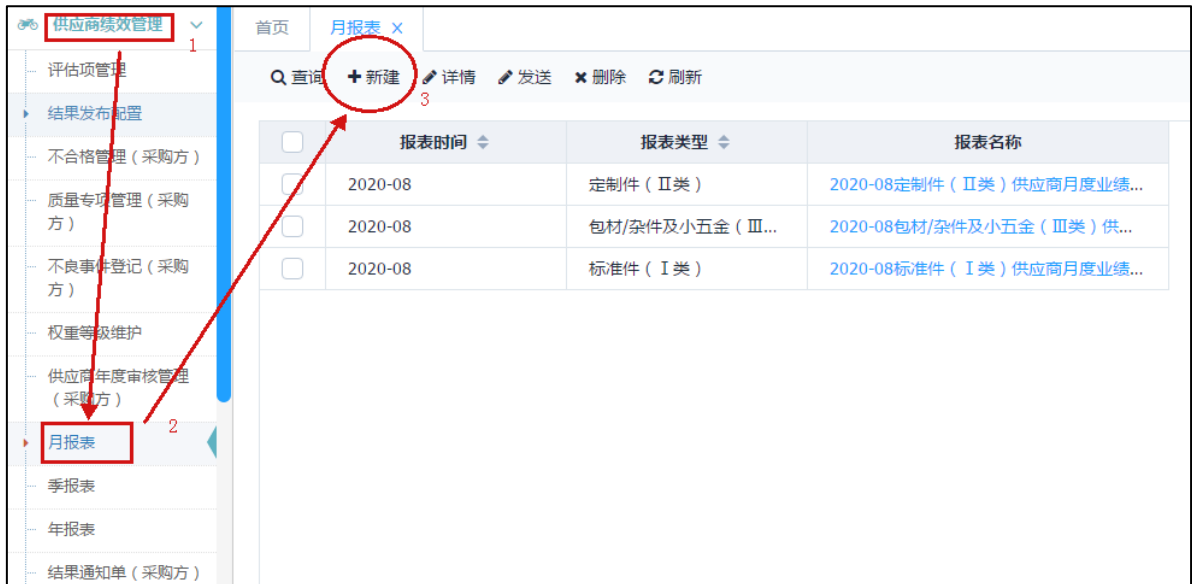 供应商绩效管理
1
评估项管理
结果发布配置
不合格管理（采购方）
质量专项管理（采购
方）
不良事件登记（采购
方）
权重等级维护
供应商年度审核管理
（采购方）
2
月报表
季报表
年报表
结果通知单（采购方）
首页 月报表 ×
查询 新建 详情 发送 删除 刷新
3
报表时间 报表类型 报表名称
2020-08 定制件（Ⅱ类） 2020-08定制件（Ⅱ类）供应商月度业绩...
2020-08 包材/杂件及小五金（Ⅲ... 2020-08包材/杂件及小五金（Ⅲ类）供...
2020-08 标准件（Ⅰ类） 2020-08标准件（Ⅰ类）供应商月度业绩...